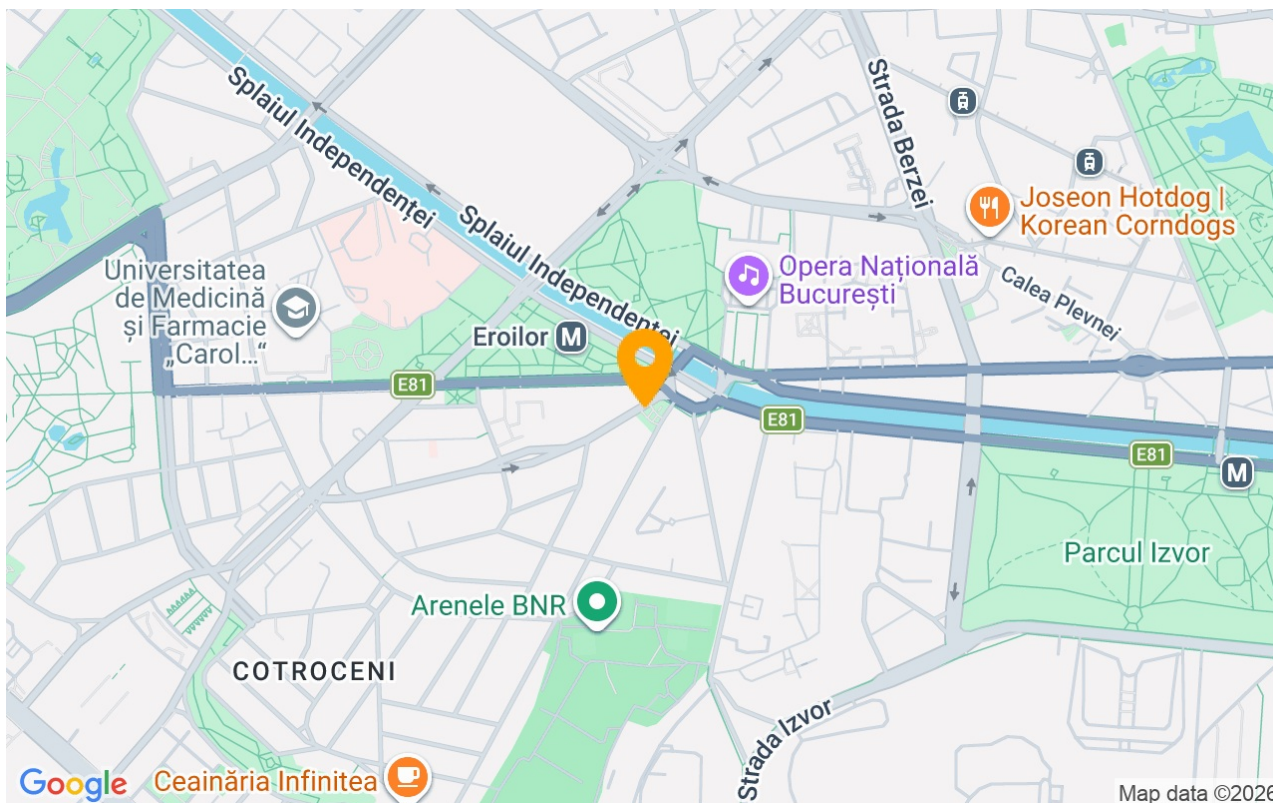 Splaiul Independenței
Strada Berzei
Joseon Hotdog |
Korean Corndogs
Splaiul Independenței
Universitatea
de Medicină
și Farmacie
„Carol...“
Opera Națională
București
Calea Plevnei
Eroilor M
E81
E81
E81
M
Parcul Izvor
Arenele BNR
COTROCENI
Strada Izvor
Google
Ceainăria Infinitea
Map data ©2026